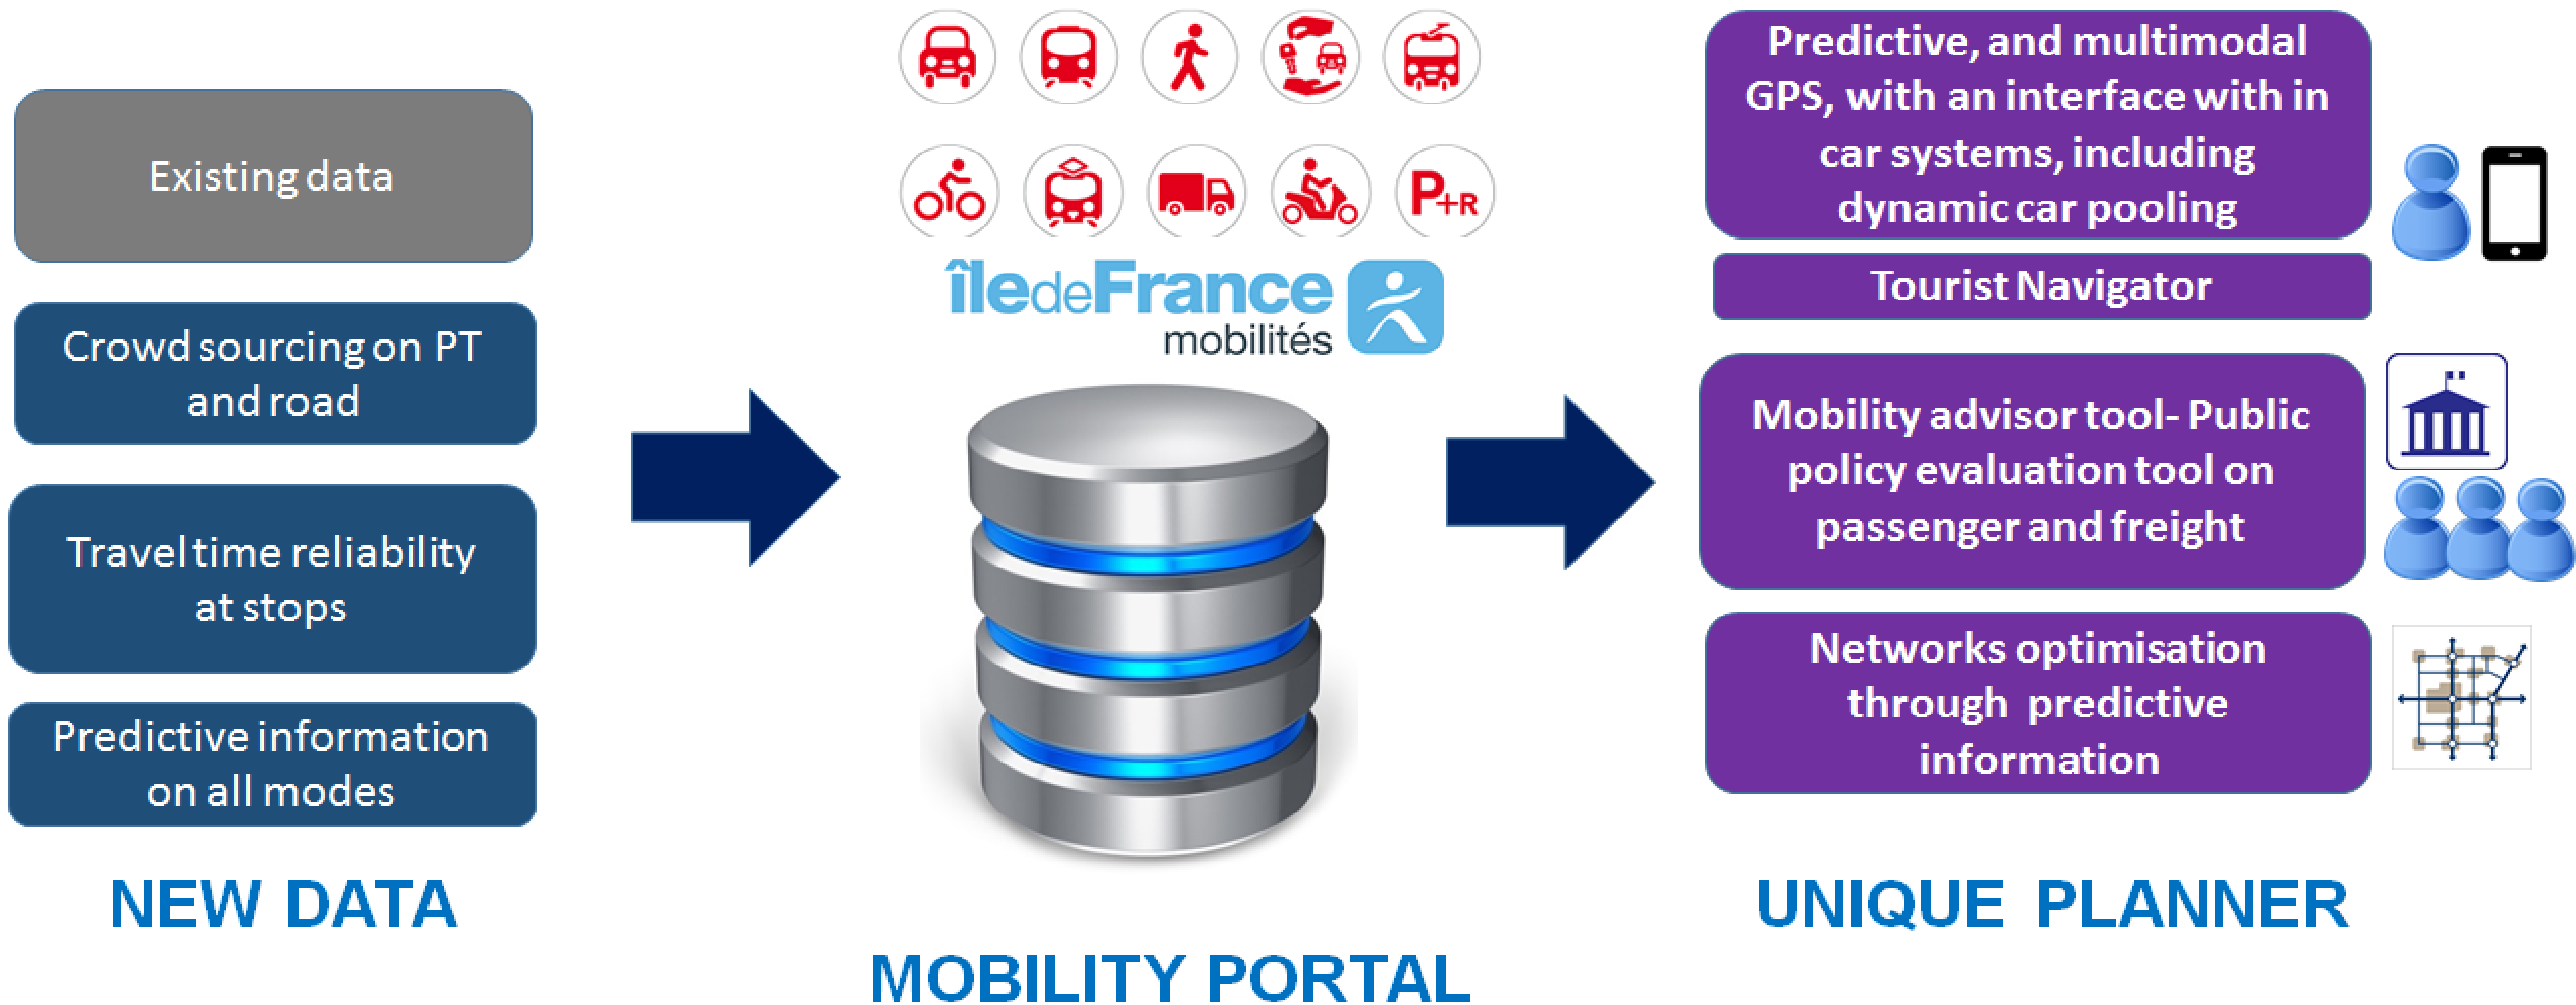 Existing data
Crowd sourcing on PT
and road
Travel time reliability
at stops
Predictive information
on all modes
NEW DATA
P+R
îledeFrance
mobilités
MOBILITY PORTAL
Predictive, and multimodal
GPS, with an interface with in
car systems, including
dynamic car pooling
Tourist Navigator
Mobility advisor tool- Public
policy evaluation tool on
passenger and freight
Networks optimisation
through predictive
information
UNIQUE PLANNER